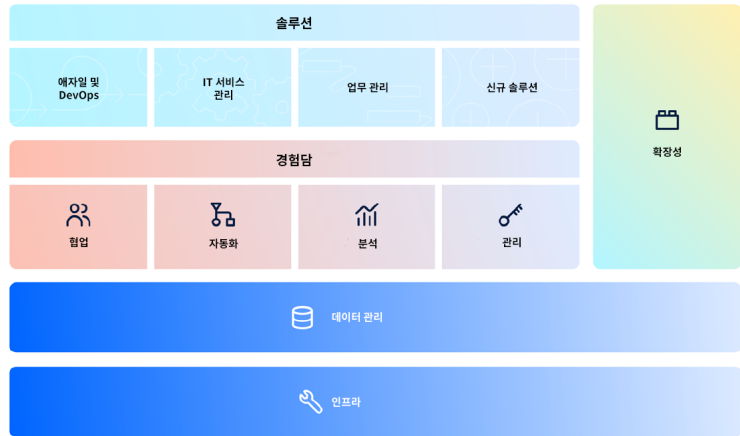 솔루션
애자일 및
DevOps
IT 서비스
관리
업무 관리
신규 솔루션
확장성
경험담
협업
자동화
분석
관리
데이터 관리
인프라